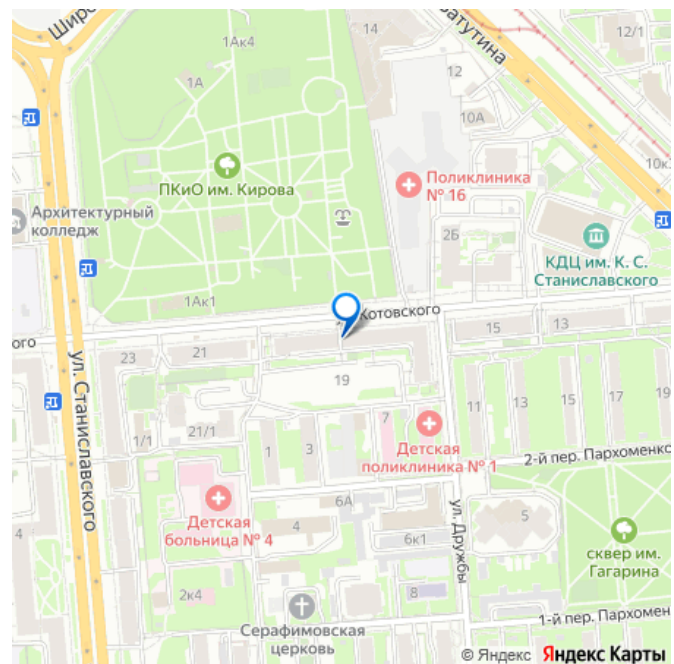 Широ
ратутина
1Ак4
1А
12
12/1
10А
10к
ПКиО им. Кирова
Поликлиника
№ 16
Архитектурный
колледж
2Б
КДЦ им. К. С.
Станиславского
1Ак1
Котовского
ого
23
21
15
13
ул. Станиславского
19
11
13
15
17
19
1/1
21/1
1
3
7
Детская
поликлиника № 1
2-й пер. Пархоменко
Детская
больница № 4
6А
4
4
6к1
ул. Дружбы
5
сквер им.
Гагарина
2к4
8
Серафимовская
церковь
1-й пер. Пархомен
© Яндекс Яндекс Карты